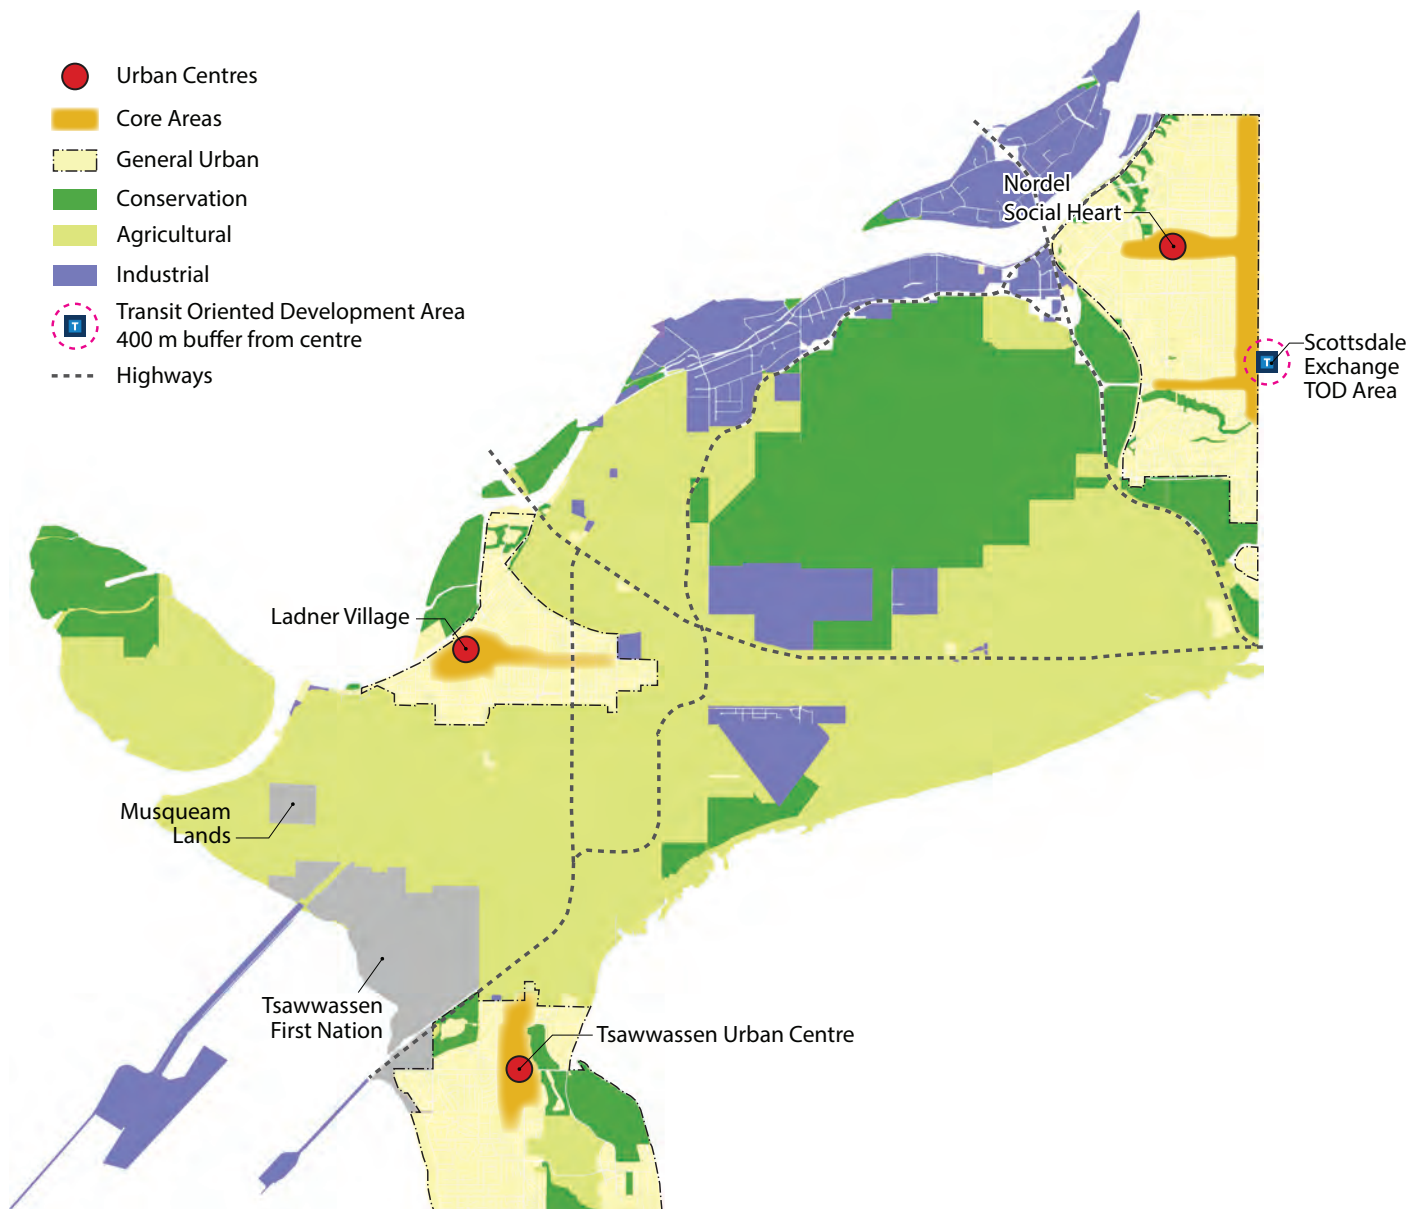 Urban Centres
Core Areas
General Urban
Conservation
Agricultural
Industrial
Transit Oriented Development Area
400 m buffer from centre
Highways
T
Nordel
Social Heart
T
Scottsdale
Exchange
TOD Area
Ladner Village
Musqueam
Lands
Tsawwassen
First Nation
Tsawwassen Urban Centre